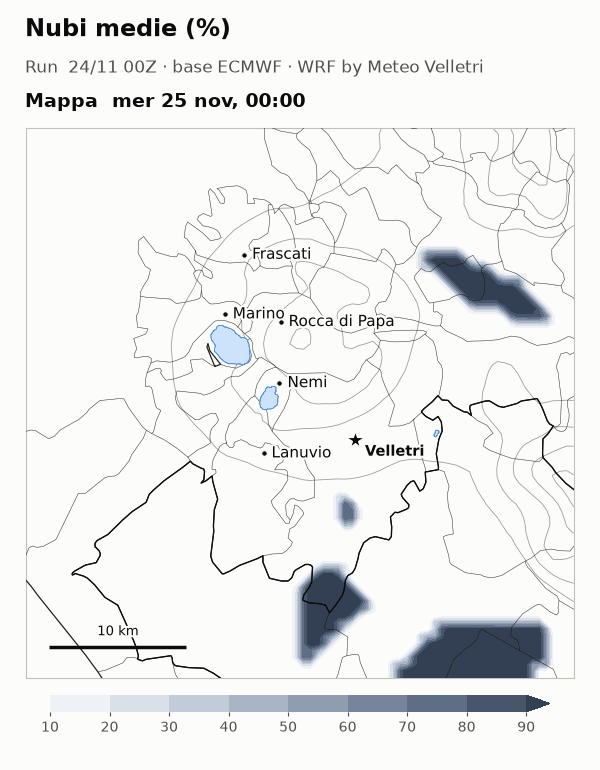 Nubi medie (%)
Run  24/11 00Z · base ECMWF · WRF by Meteo Velletri
Mappa  mer 25 nov, 00:00
Frascati
Marino
Rocca di Papa
Nemi
Velletri
Lanuvio
10 km
10 20 30 40 50 60 70 80 90